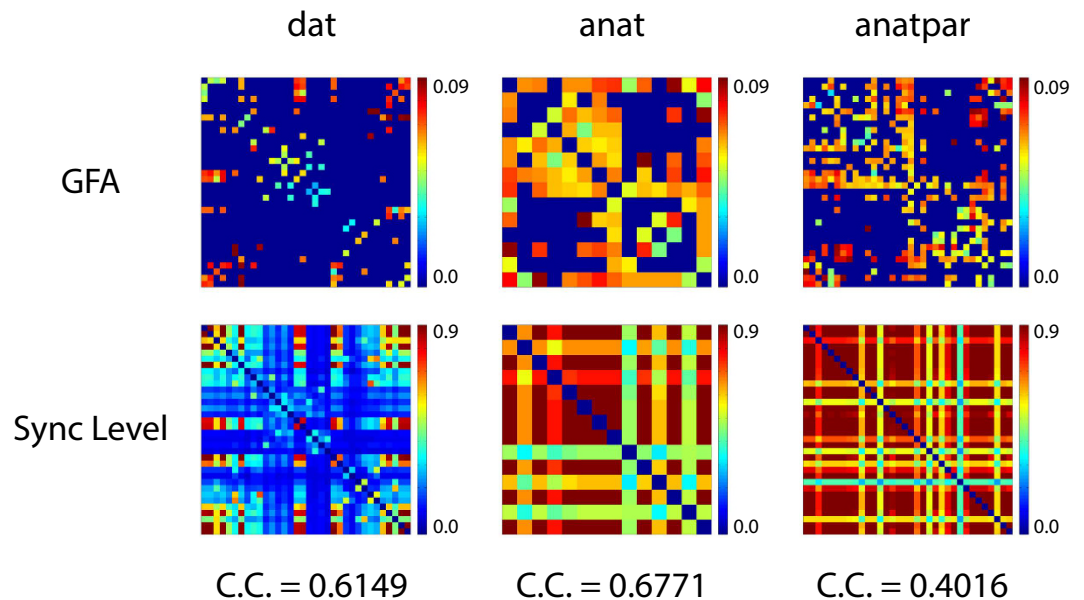 dat anat anatpar
GFA
0.09 0.09 0.09
0.0 0.0 0.0
Sync Level
0.9 0.9 0.9
0.0 0.0 0.0
C.C. = 0.6149 C.C. = 0.6771 C.C. = 0.4016